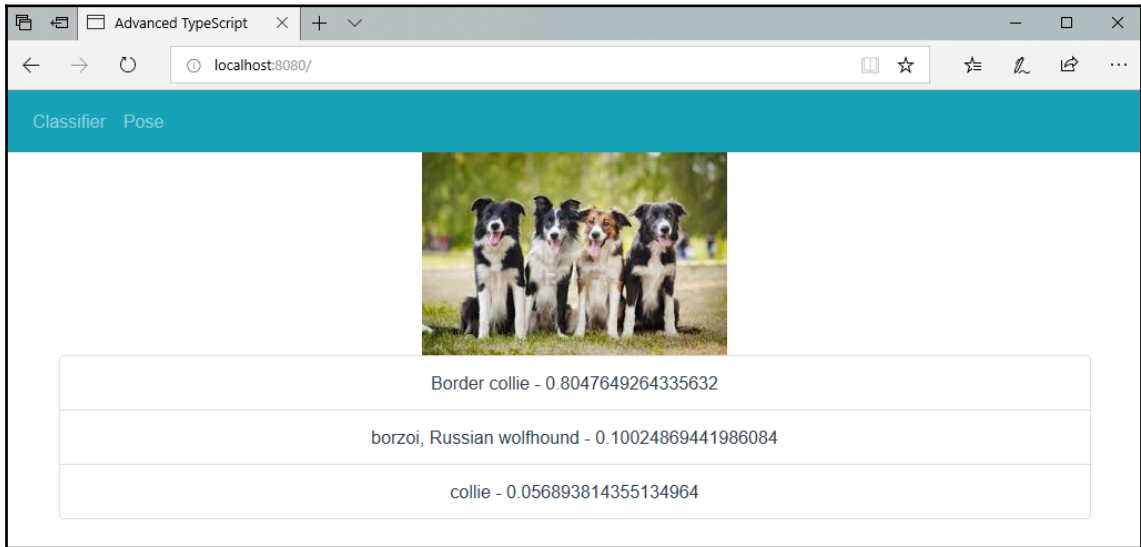 Advanced TypeScript
localhost:8080/
Classifier Pose
Border collie - 0.8047649264335632
borzoi, Russian wolfhound - 0.10024869441986084
collie - 0.056893814355134964